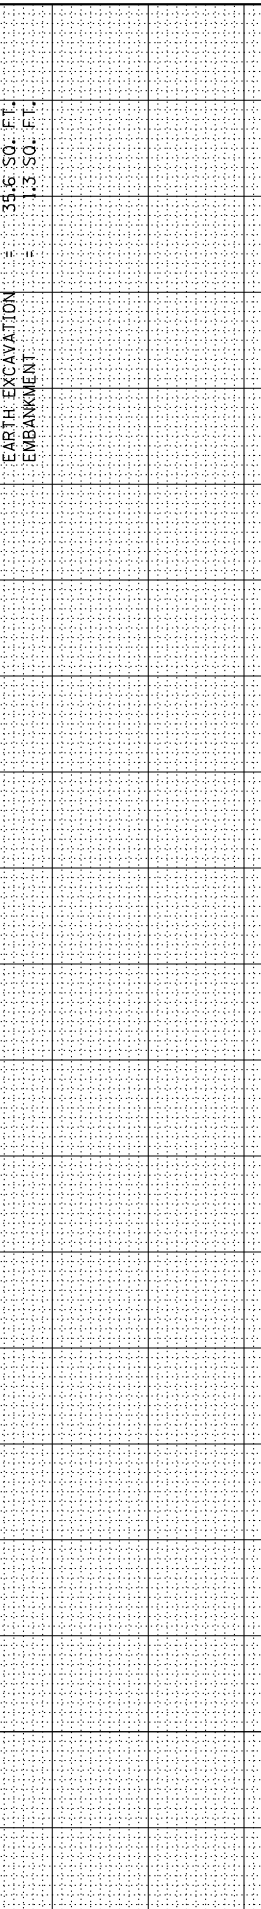 EARTH EXCAVATION = 35.6 SQ. FT.
EMBANKMENT = 1.3 SQ. FT.